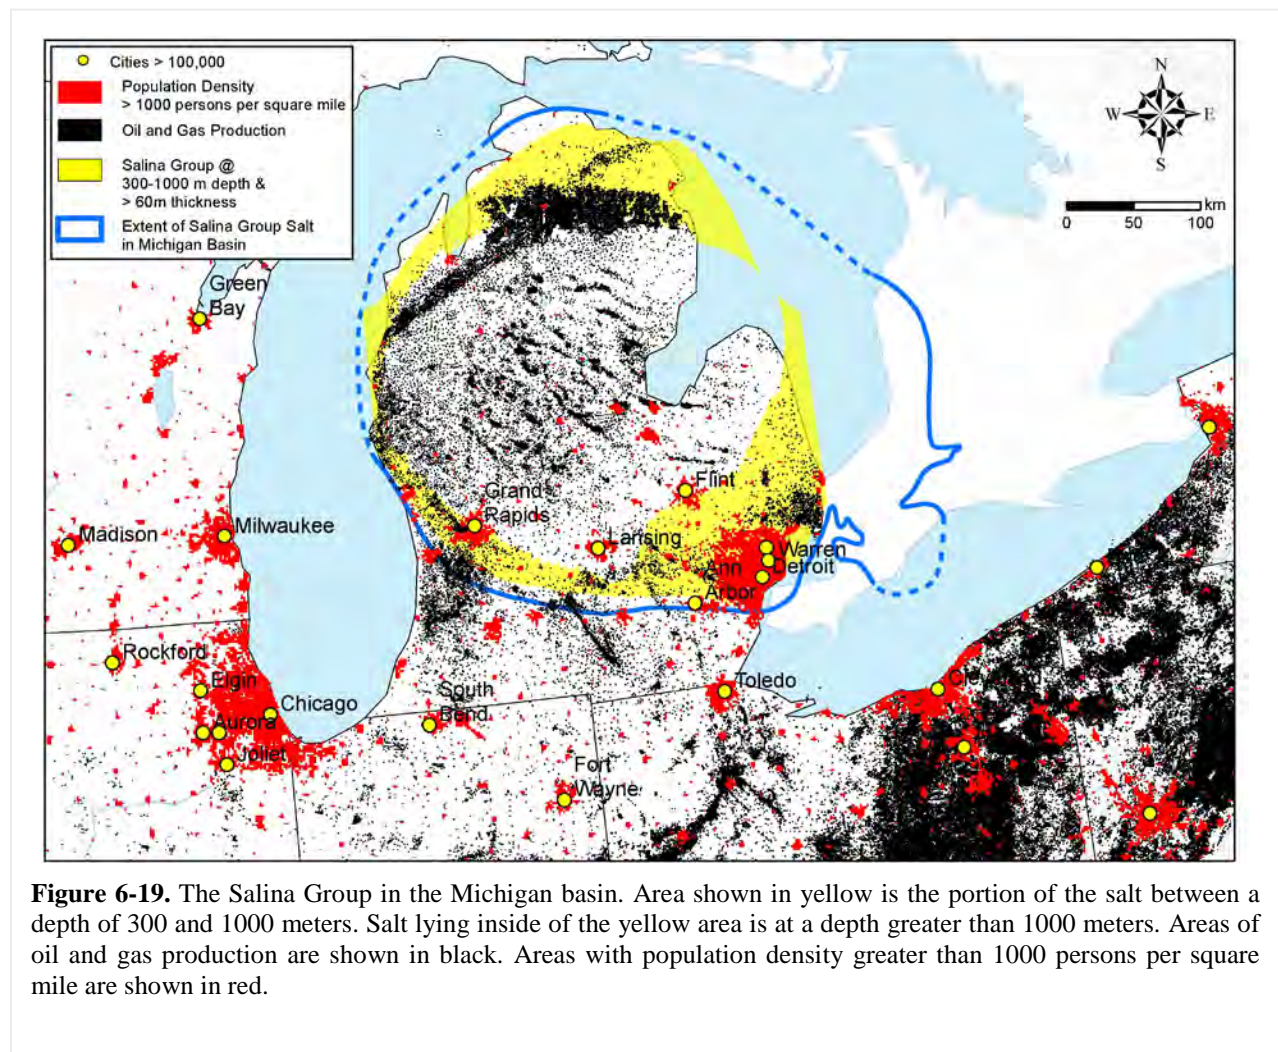 Cities > 100,000
Population Density
> 1000 persons per square mile
Oil and Gas Production
Salina Group @
300-1000 m depth &
> 60m thickness
Extent of Salina Group Salt
in Michigan Basin
N
W
E
S
km
0
50
100
Green
Bay
Madison
Milwaukee
Grand
Rapids
Flint
Lansing
Warren
Detroit
Ann
Arbor
Rockford
Elgin
Chicago
Aurora
Joliet
South
Bend
Toledo
Fort
Wayne
Figure 6-19. The Salina Group in the Michigan basin. Area shown in yellow is the portion of the salt between a
depth of 300 and 1000 meters. Salt lying inside of the yellow area is at a depth greater than 1000 meters. Areas of
oil and gas production are shown in black. Areas with population density greater than 1000 persons per square
mile are shown in red.